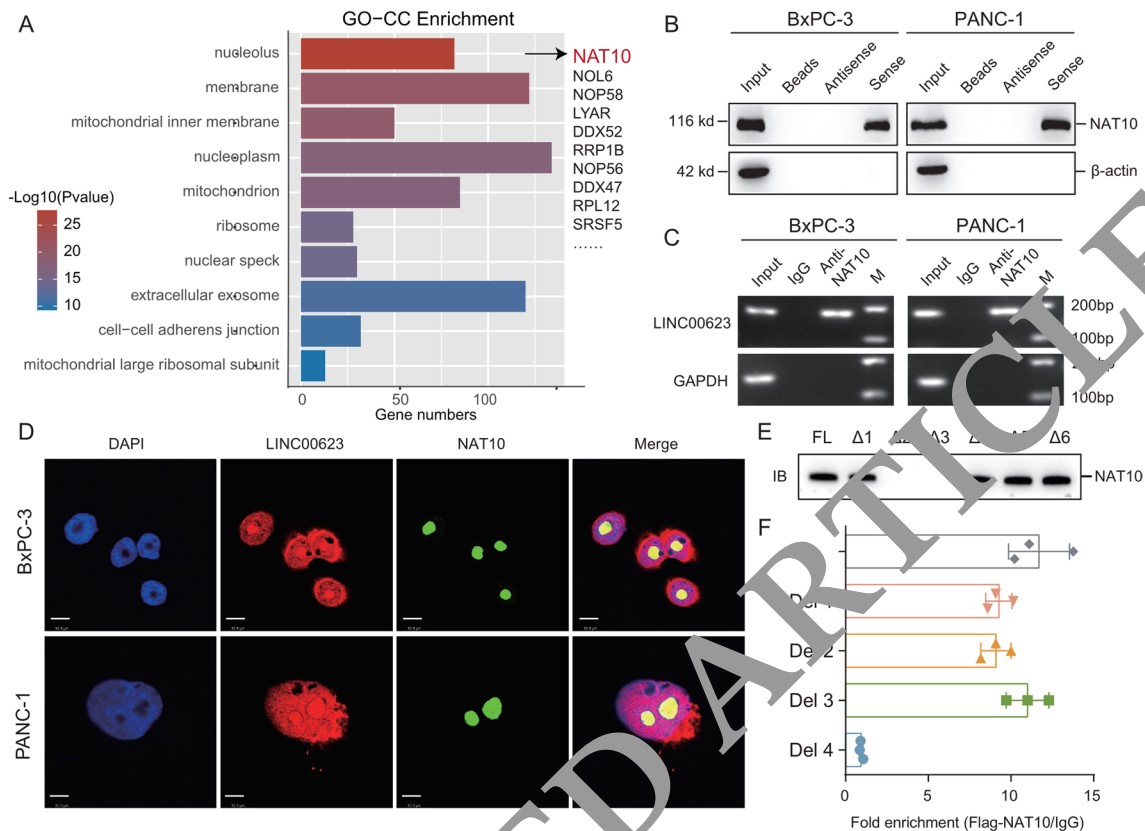 A
GO−CC Enrichment
nucleolus
membrane
mitochondrial inner membrane
nucleoplasm
mitochondrion
ribosome
nuclear speck
extracellular exosome
cell−cell adherens junction
mitochondrial large ribosomal subunit
-Log10(Pvalue)
25
20
15
10
0
50
100
Gene numbers
NAT10
NOL6
NOP58
LYAR
DDX52
RRP1B
NOP56
DDX47
RPL12
SRSF5
......
B
BxPC-3
PANC-1
Input Beads Antisense Sense
Input Beads Antisense Sense
116 kd
NAT10
42 kd
β-actin
C
BxPC-3
PANC-1
Input IgG Anti-NAT10 M
Input IgG Anti-NAT10 M
LINC00623
200bp
100bp
GAPDH
100bp
D
DAPI LINC00623 NAT10 Merge
BxPC-3
PANC-1
E
FL Δ1 Δ3 Δ6
IB
NAT10
F
Del 2
Del 3
Del 4
0 5 10 15
Fold enrichment (Flag-NAT10/IgG)
ED ARTICLE